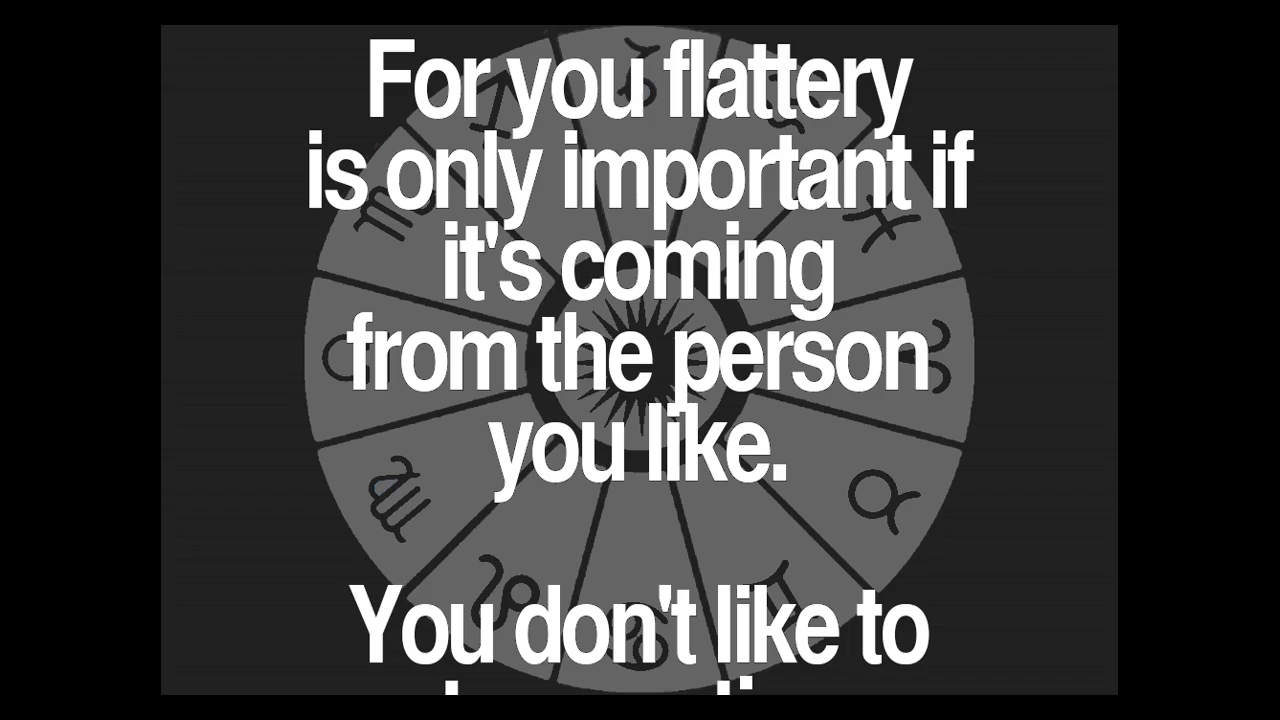 For you flattery
is only important if
it's coming
from the person
you like.
You don't like to